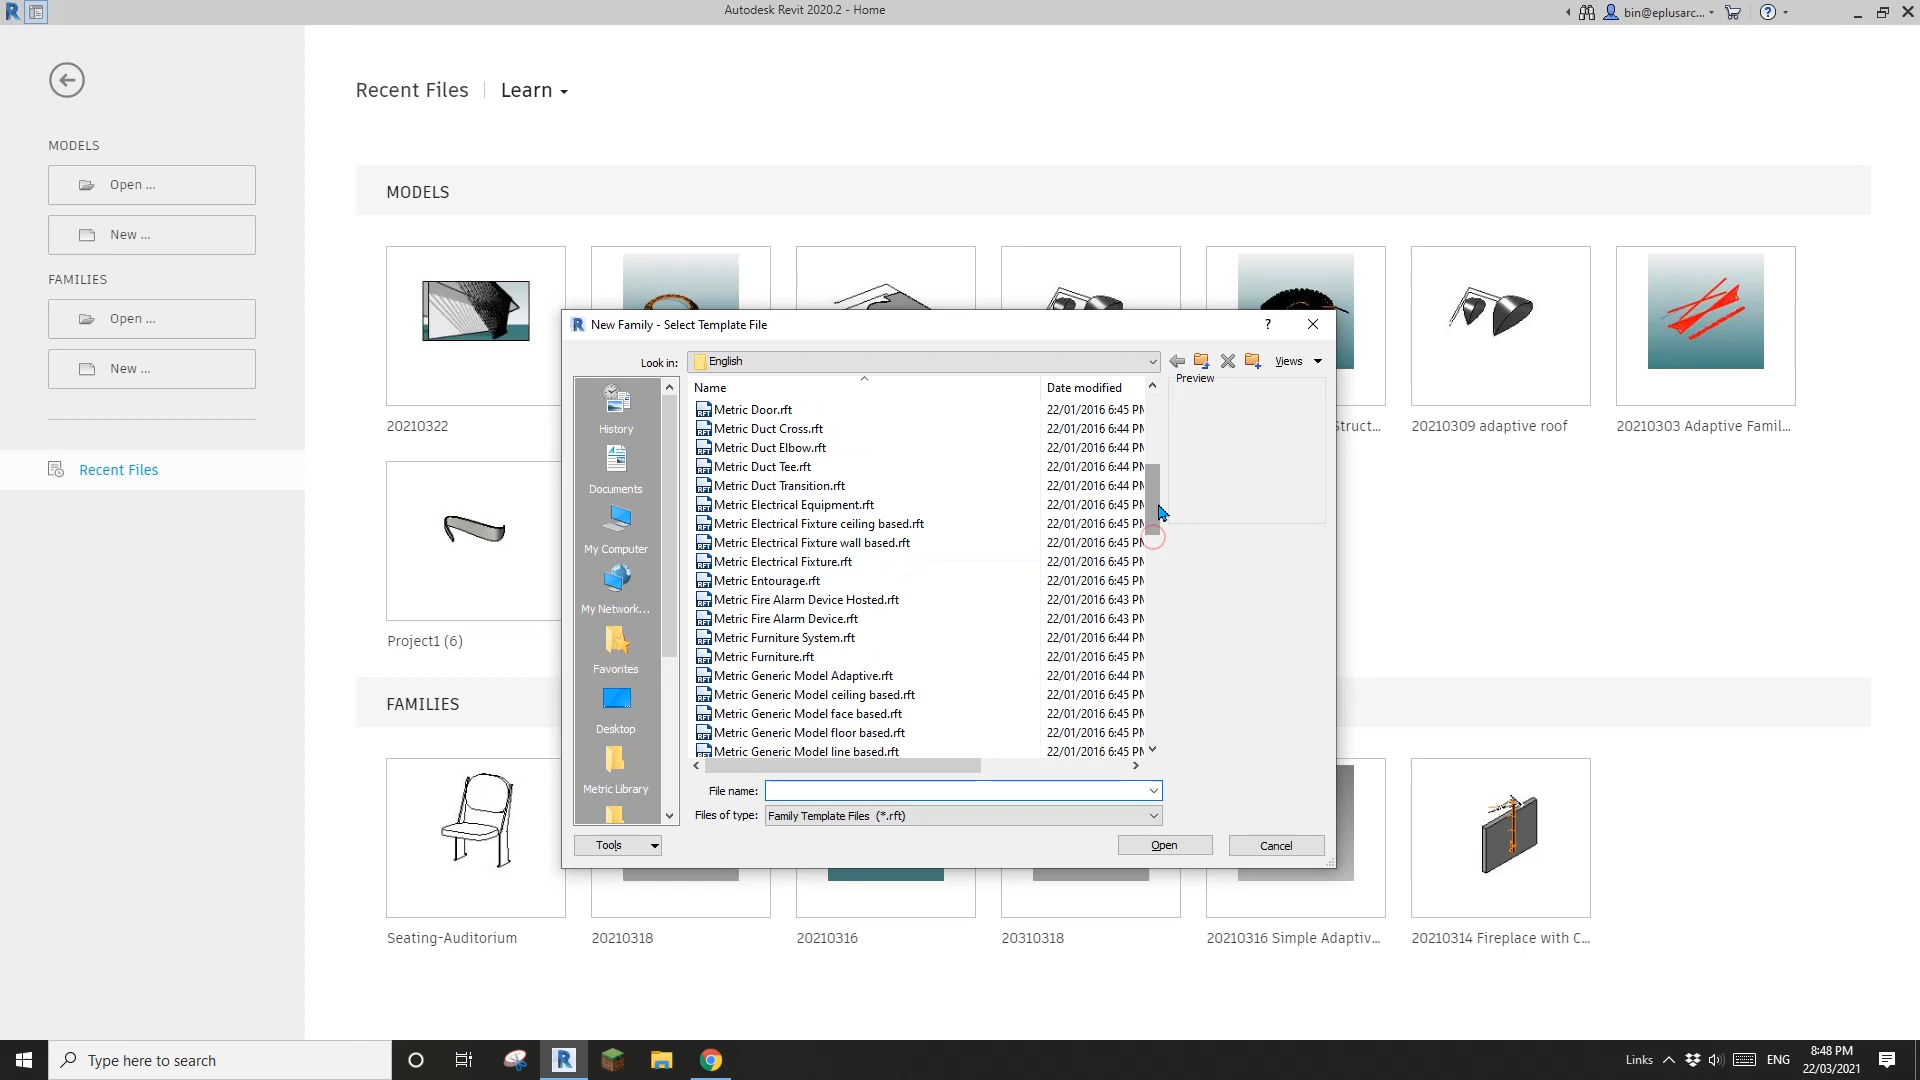 Autodesk Revit 2020.2 - Home
bin@eplusarc...
Recent Files
Learn
MODELS
Open ...
New ...
FAMILIES
Open ...
New ...
Recent Files
MODELS
20210322
Struct...
20210309 adaptive roof
20210303 Adaptive Famil...
Project1 (6)
FAMILIES
Seating-Auditorium
20210318
20210316
20310318
20210316 Simple Adaptiv...
20210314 Fireplace with C...
New Family - Select Template File
?
Look in:
English
Views
Preview
History
Documents
My Computer
My Network...
Favorites
Desktop
Metric Library
Name
Date modified
Metric Door.rft 22/01/2016 6:45 PM
Metric Duct Cross.rft 22/01/2016 6:44 PM
Metric Duct Elbow.rft 22/01/2016 6:44 PM
Metric Duct Tee.rft 22/01/2016 6:44 PM
Metric Duct Transition.rft 22/01/2016 6:44 PM
Metric Electrical Equipment.rft 22/01/2016 6:45 PM
Metric Electrical Fixture ceiling based.rft 22/01/2016 6:45 PM
Metric Electrical Fixture wall based.rft 22/01/2016 6:45 PM
Metric Electrical Fixture.rft 22/01/2016 6:45 PM
Metric Entourage.rft 22/01/2016 6:45 PM
Metric Fire Alarm Device Hosted.rft 22/01/2016 6:43 PM
Metric Fire Alarm Device.rft 22/01/2016 6:43 PM
Metric Furniture System.rft 22/01/2016 6:44 PM
Metric Furniture.rft 22/01/2016 6:45 PM
Metric Generic Model Adaptive.rft 22/01/2016 6:44 PM
Metric Generic Model ceiling based.rft 22/01/2016 6:45 PM
Metric Generic Model face based.rft 22/01/2016 6:45 PM
Metric Generic Model floor based.rft 22/01/2016 6:45 PM
Metric Generic Model line based.rft 22/01/2016 6:45 PM
File name:
Files of type:
Family Template Files (*.rft)
Tools
Open
Cancel
Type here to search
Links
ENG
8:48 PM
22/03/2021